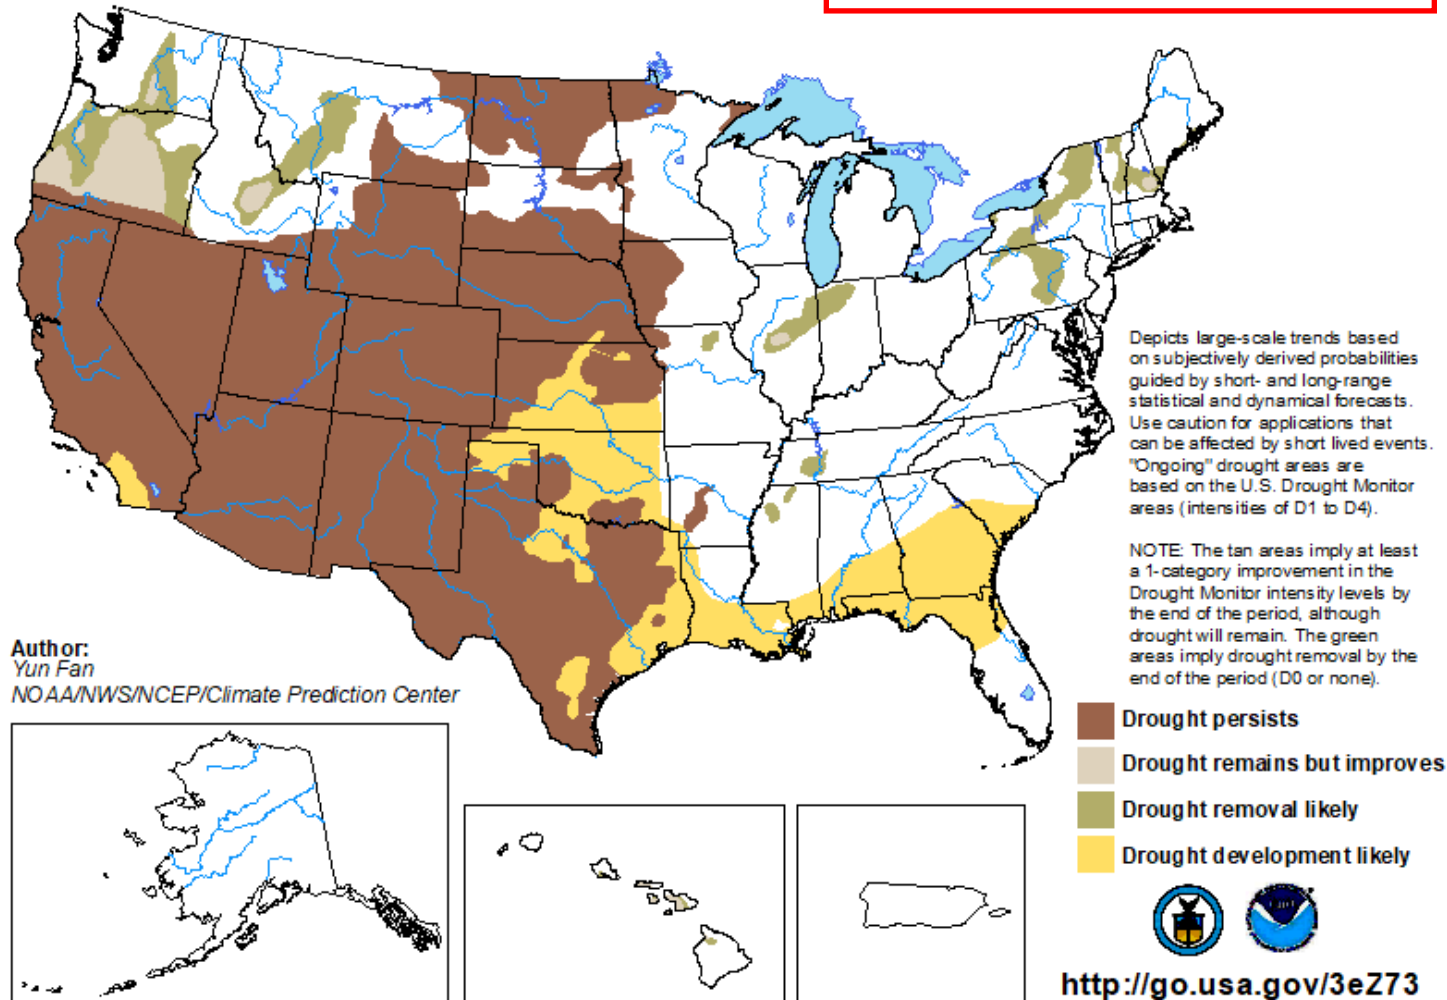 Depicts large-scale trends based
on subjectively derived probabilities
guided by short- and long-range
statistical and dynamical forecasts.
Use caution for applications that
can be affected by short lived events.
"Ongoing" drought areas are
based on the U.S. Drought Monitor
areas (intensities of D1 to D4).
NOTE: The tan areas imply at least
a 1-category improvement in the
Drought Monitor intensity levels by
the end of the period, although
drought will remain. The green
areas imply drought removal by the
end of the period (D0 or none).
Author:
Yun Fan
NOAA/NWS/NCEP/Climate Prediction Center
Drought persists
Drought remains but improves
Drought removal likely
Drought development likely
http://go.usa.gov/3eZ73